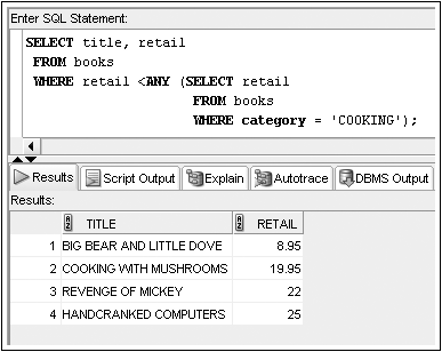 Enter SQL Statement:
SELECT title, retail
FROM books
WHERE retail <ANY (SELECT retail
FROM books
WHERE category = 'COOKING');
Results Script Output Explain Autotrace DBMS Output
Results:
TITLE RETAIL
1 BIG BEAR AND LITTLE DOVE 8.95
2 COOKING WITH MUSHROOMS 19.95
3 REVENGE OF MICKEY 22
4 HANDCRANKED COMPUTERS 25